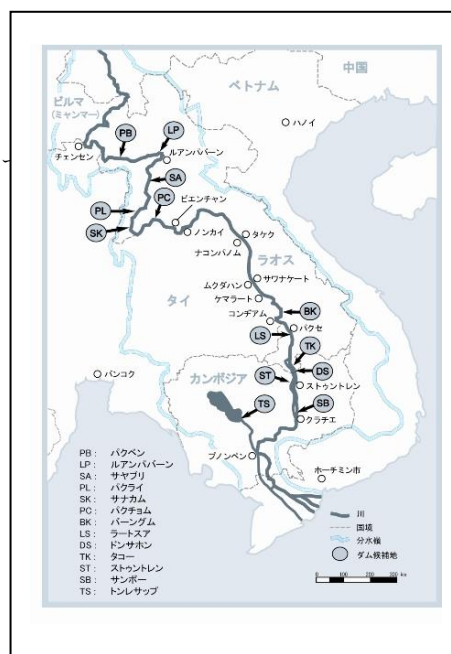 中国
ベトナム
ビルマ
(ミャンマー)
ハノイ
PB
LP
チェンセン
ルアンパバーン
SA
PC
PL
ビエンチャン
SK
ノンカイ
タケク
ナコンパノム
ラオス
タイ
サワナケート
ムクダハン
ケマラート
BK
コンヂアム
パクセ
LS
TK
バンコク
カンボジア
ST
DS
ストゥントレン
TS
SB
クラチエ
プノンペン
ホーチミン市
PB : パクベン
LP : ルアンパバーン
SA : サヤブリ
PL : パクライ
SK : サナカム
PC : パクチョム
BK : バーングム
LS : ラートスア
DS : ドンサホン
TK : タコー
ST : ストゥントレン
SB : サンボー
TS : トンレサップ
川
国境
分水嶺
ダム候補地
0 100 200 300 km